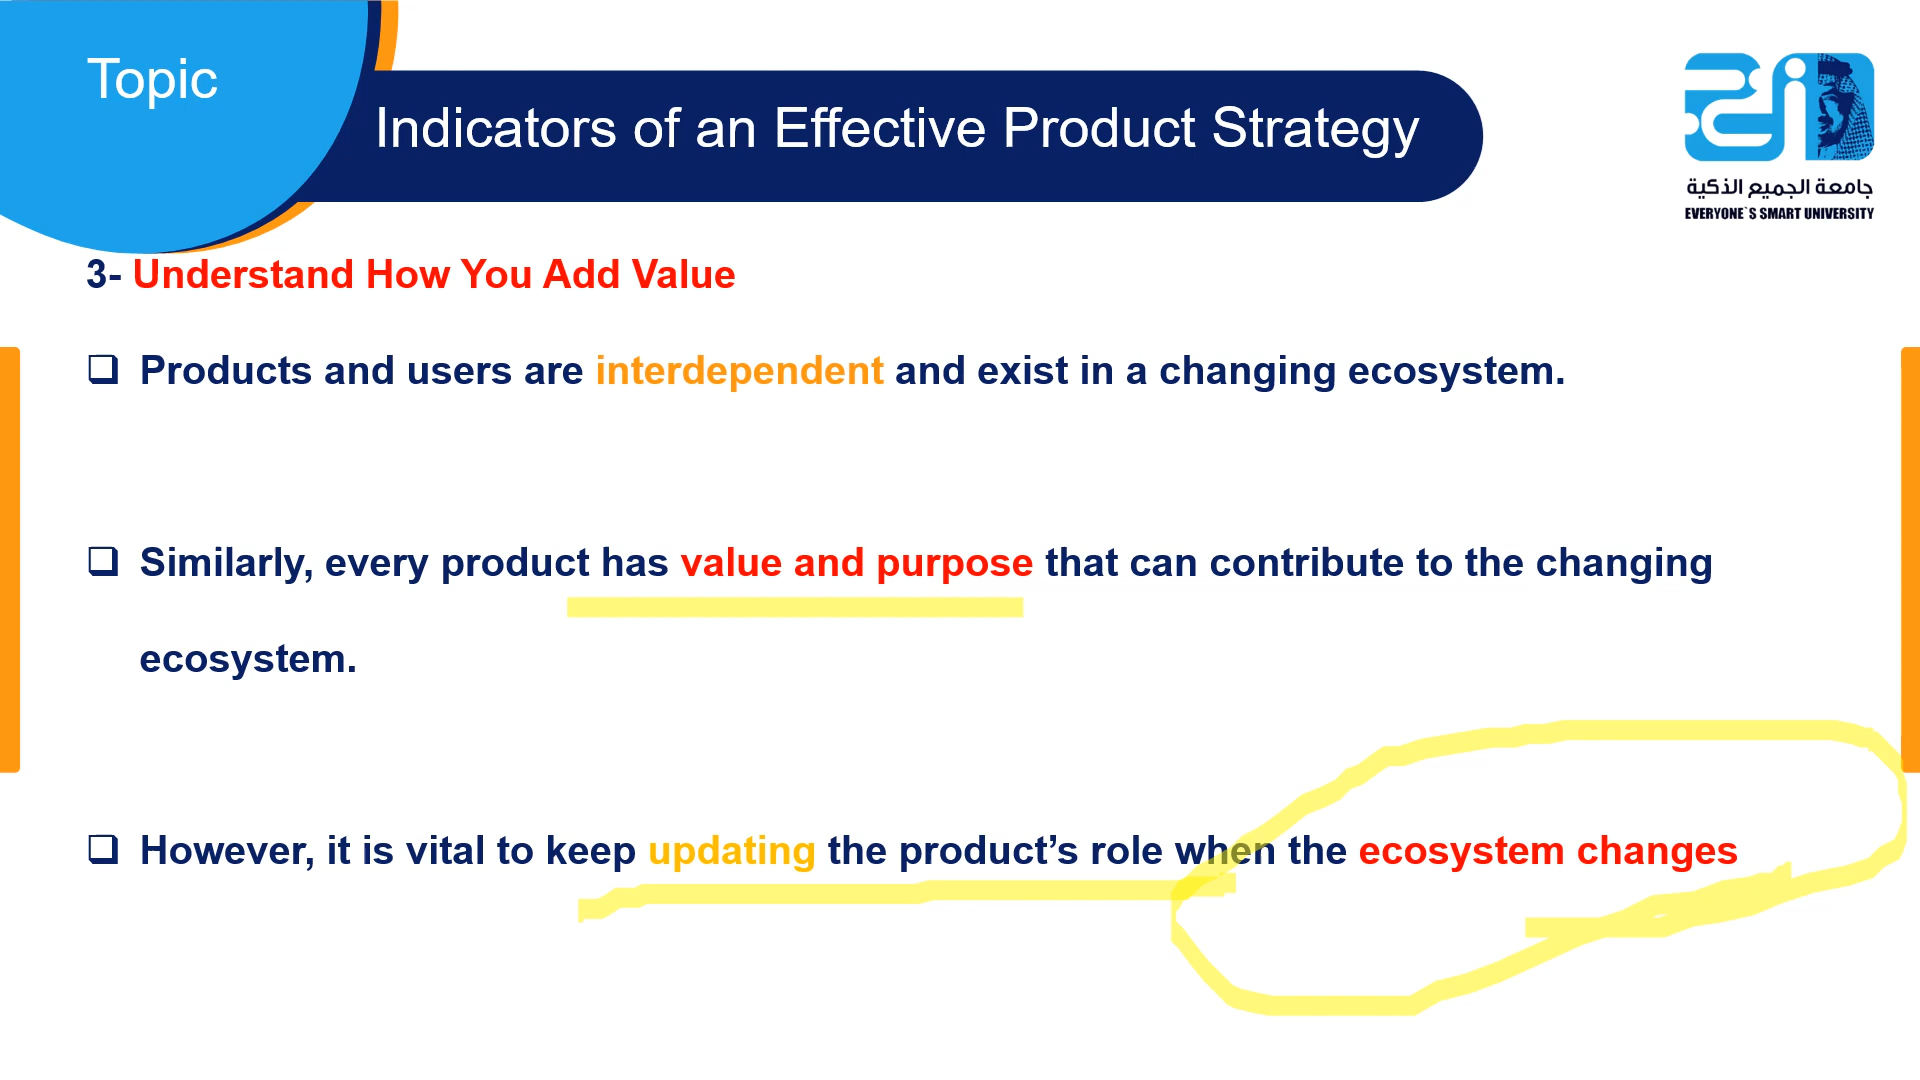 Topic
Indicators of an Effective Product Strategy
جامعة الجميع الذكية
EVERYONE`S SMART UNIVERSITY
3- Understand How You Add Value
❑ Products and users are interdependent and exist in a changing ecosystem.
❑ Similarly, every product has value and purpose that can contribute to the changing
ecosystem.
❑ However, it is vital to keep updating the product’s role when the ecosystem changes